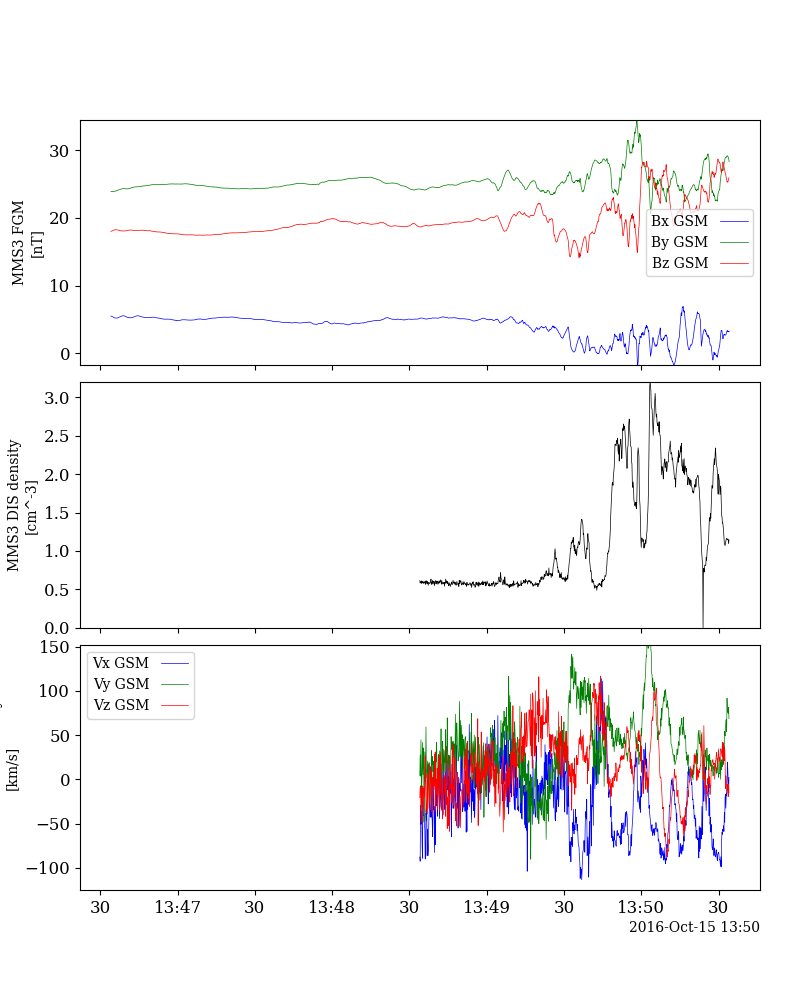 30
20
10
0
MMS3 FGM
[nT]
Bx GSM
By GSM
Bz GSM
3.0
2.5
2.0
1.5
1.0
0.5
0.0
MMS3 DIS density
[cm^-3]
150
100
50
0
−50
−100
[km/s]
Vx GSM
Vy GSM
Vz GSM
30 13:47 30 13:48 30 13:49 30 13:50 30
2016-Oct-15 13:50